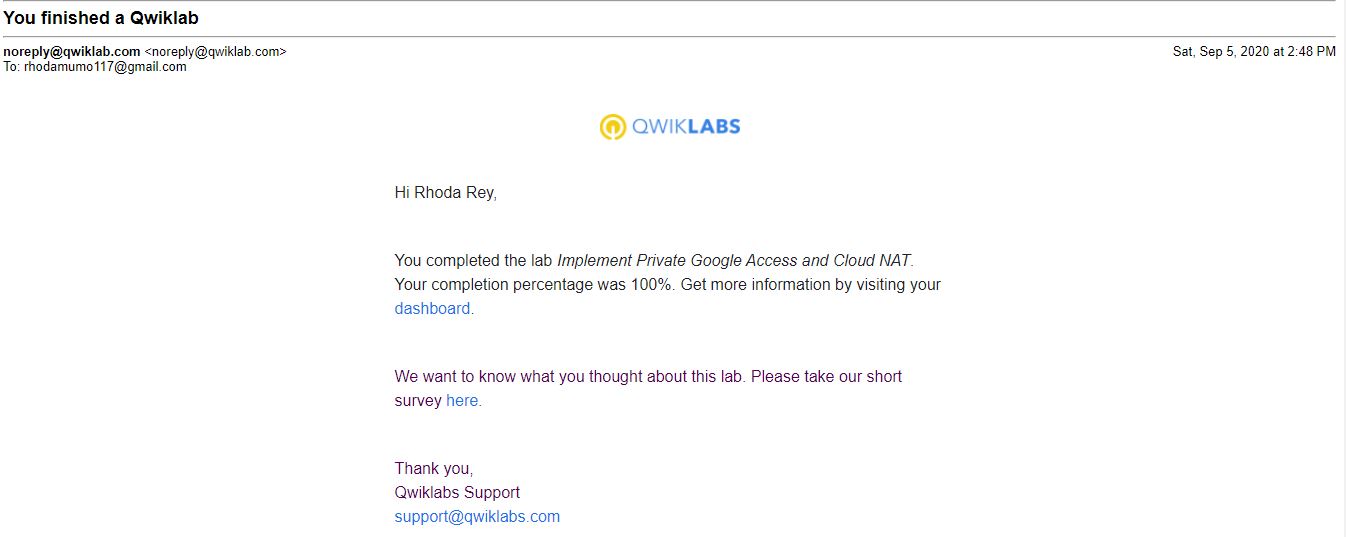 You finished a Qwiklab
noreply@qwiklab.com <noreply@qwiklab.com>
Sat, Sep 5, 2020 at 2:48 PM
To: rhodamumo117@gmail.com
QWIKLABS
Hi Rhoda Rey,
You completed the lab Implement Private Google Access and Cloud NAT.
Your completion percentage was 100%. Get more information by visiting your
dashboard.
We want to know what you thought about this lab. Please take our short
survey here.
Thank you,
Qwiklabs Support
support@qwiklabs.com